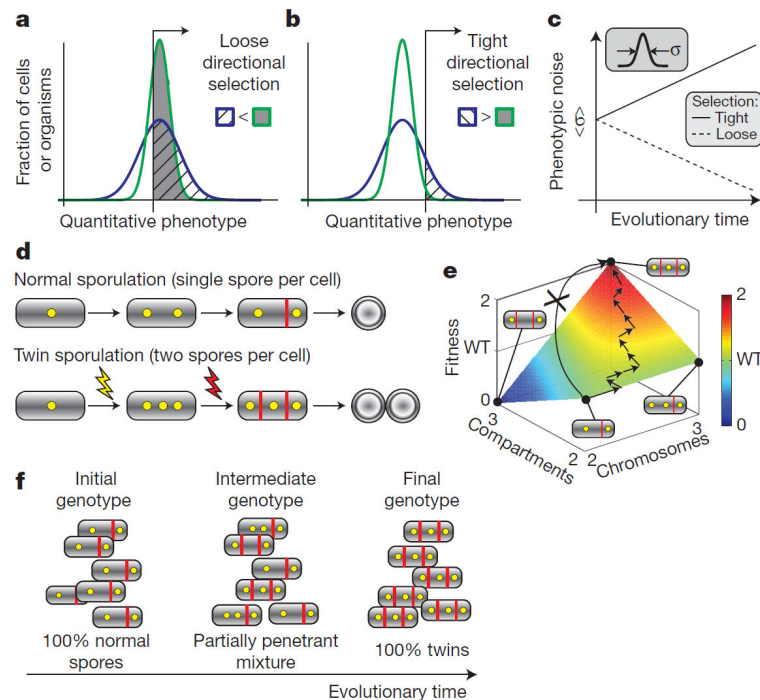 a
Loose
directional
selection
<
Fraction of cells
or organisms
Quantitative phenotype
b
Tight
directional
selection
>
Quantitative phenotype
c
σ
Selection:
Tight
Loose
Phenotypic noise
<σ>
Evolutionary time
d
Normal sporulation (single spore per cell)
Twin sporulation (two spores per cell)
e
2
WT
0
Fitness
3
Compartments
2
2
Chromosomes
3
2
WT
0
f
Initial
genotype
Intermediate
genotype
Final
genotype
100% normal
spores
Partially penetrant
mixture
100% twins
Evolutionary time